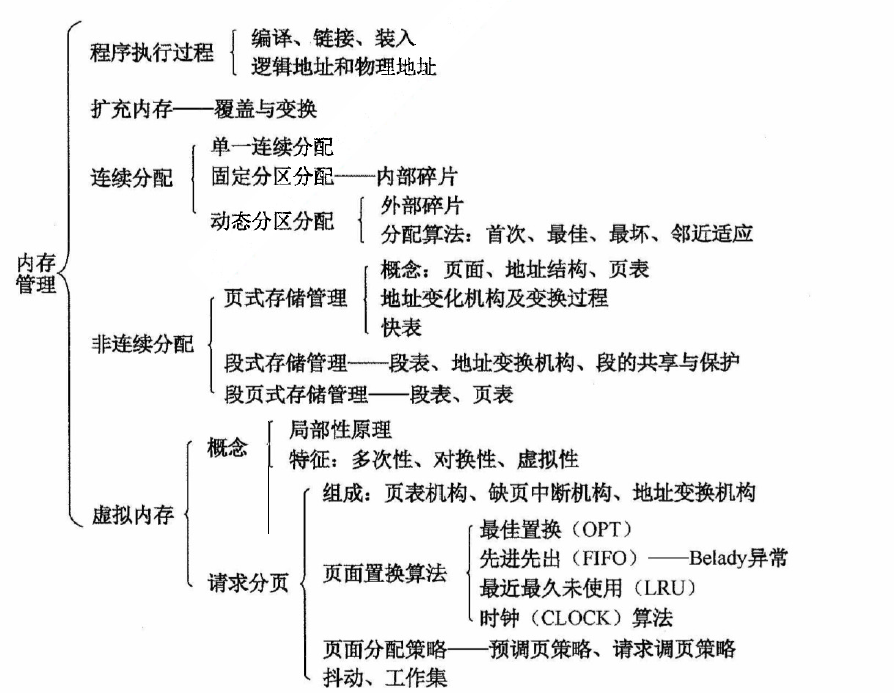 程序执行过程
编译、链接、装入
逻辑地址和物理地址
扩充内存——覆盖与变换
连续分配
单一连续分配
固定分区分配——内部碎片
动态分区分配
外部碎片
分配算法：首次、最佳、最坏、邻近适应
内存
管理
非连续分配
页式存储管理
概念：页面、地址结构、页表
地址变化机构及变换过程
快表
段式存储管理——段表、地址变换机构、段的共享与保护
段页式存储管理——段表、页表
虚拟内存
概念
局部性原理
特征：多次性、对换性、虚拟性
请求分页
组成：页表机构、缺页中断机构、地址变换机构
页面置换算法
最佳置换（OPT）
先进先出（FIFO）——Belady异常
最近最久未使用（LRU）
时钟（CLOCK）算法
页面分配策略——预调页策略、请求调页策略
抖动、工作集